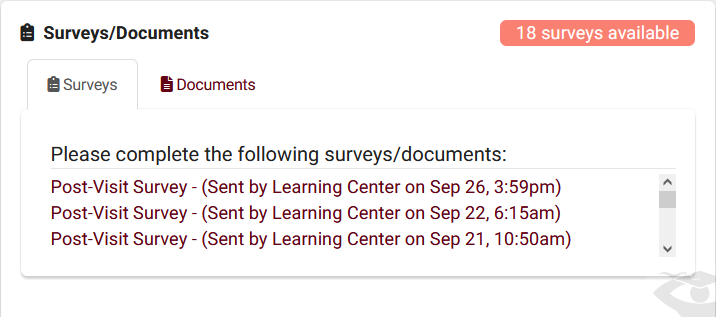 Surveys/Documents
18 surveys available
Surveys
Documents
Please complete the following surveys/documents:
Post-Visit Survey - (Sent by Learning Center on Sep 26, 3:59pm)
Post-Visit Survey - (Sent by Learning Center on Sep 22, 6:15am)
Post-Visit Survey - (Sent by Learning Center on Sep 21, 10:50am)